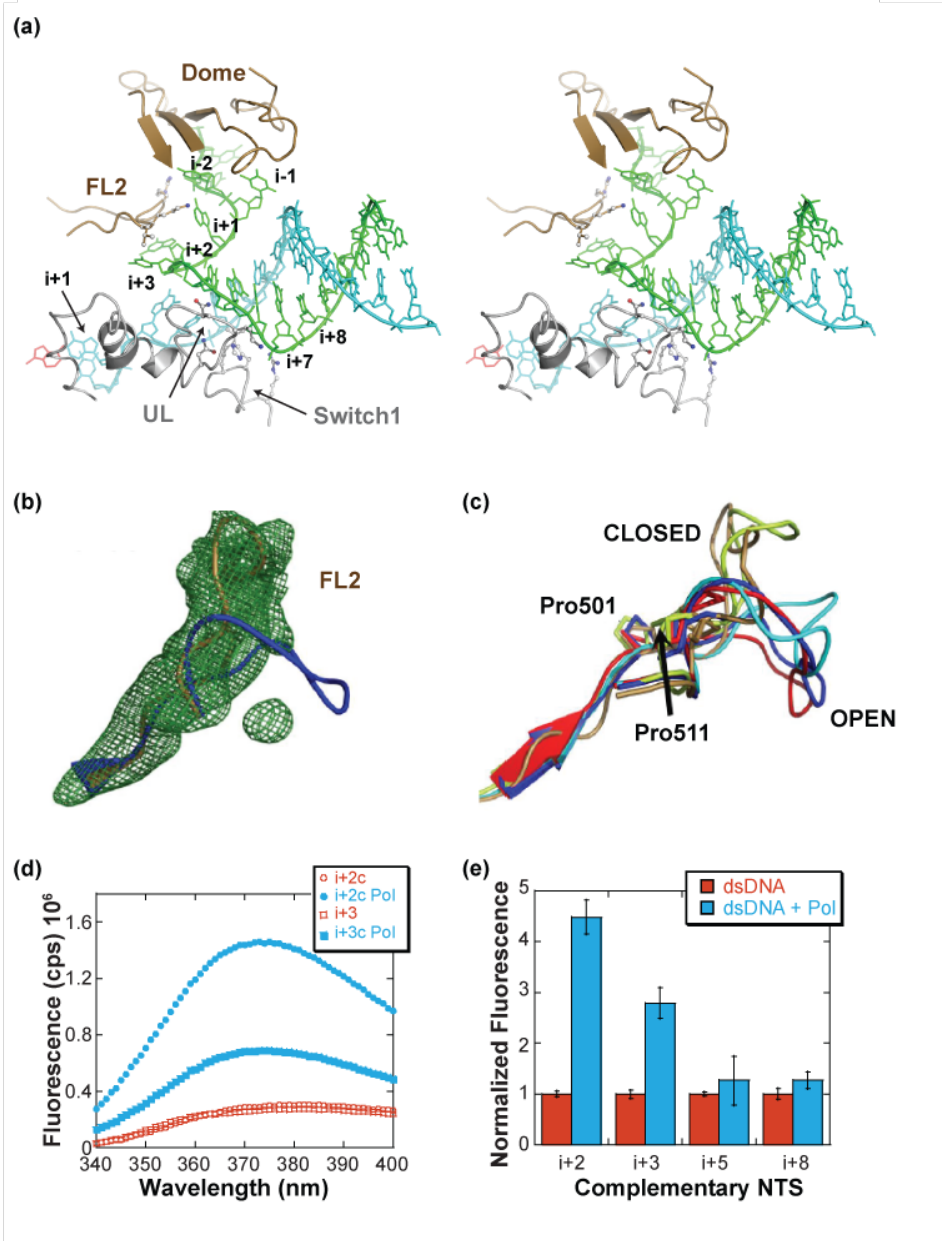 (a)
Dome
i-2
i-1
FL2
i+1
i+2
i+1
i+3
i+8
i+7
UL
Switch1
(b)
FL2
(c)
CLOSED
Pro501
Pro511
OPEN
(d)
Fluorescence (cps) 10⁶
1.6
1.2
0.8
0.4
0
340 350 360 370 380 390 400
Wavelength (nm)
i+2c
i+2c Pol
i+3
i+3c Pol
(e)
Normalized Fluorescence
5
4
3
2
1
0
dsDNA
dsDNA + Pol
i+2 i+3 i+5 i+8
Complementary NTS